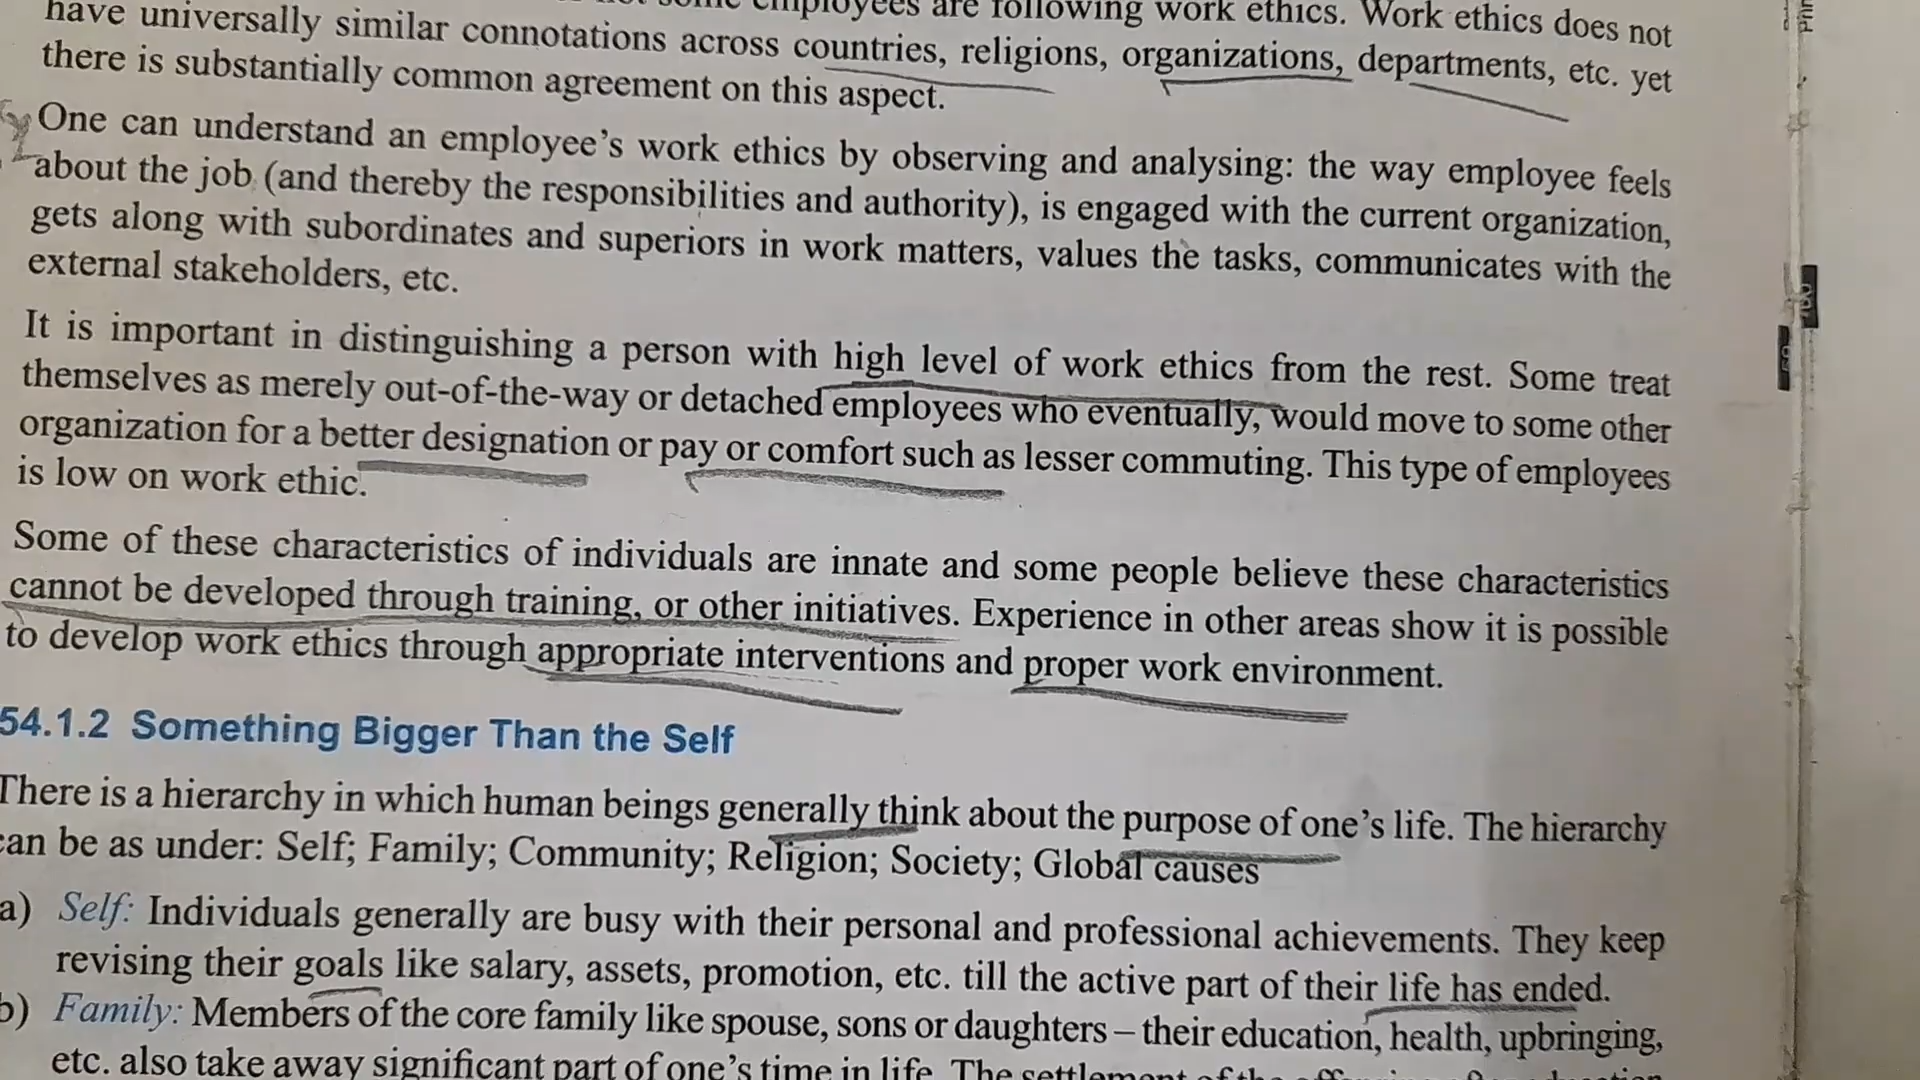 employees are following work ethics. Work ethics does not
have universally similar connotations across countries, religions, organizations, departments, etc. yet
there is substantially common agreement on this aspect.
One can understand an employee's work ethics by observing and analysing: the way employee feels
about the job (and thereby the responsibilities and authority), is engaged with the current organization,
gets along with subordinates and superiors in work matters, values the tasks, communicates with the
external stakeholders, etc.
It is important in distinguishing a person with high level of work ethics from the rest. Some treat
themselves as merely out-of-the-way or detached employees who eventually, would move to some other
organization for a better designation or pay or comfort such as lesser commuting. This type of employees
is low on work ethic.
Some of these characteristics of individuals are innate and some people believe these characteristics
cannot be developed through training, or other initiatives. Experience in other areas show it is possible
to develop work ethics through appropriate interventions and proper work environment.
54.1.2 Something Bigger Than the Self
There is a hierarchy in which human beings generally think about the purpose of one's life. The hierarchy
can be as under: Self; Family; Community; Religion; Society; Global causes
a) Self: Individuals generally are busy with their personal and professional achievements. They keep
revising their goals like salary, assets, promotion, etc. till the active part of their life has ended.
b) Family: Members of the core family like spouse, sons or daughters – their education, health, upbringing,
etc. also take away significant part of one's time in life. The settlement of the